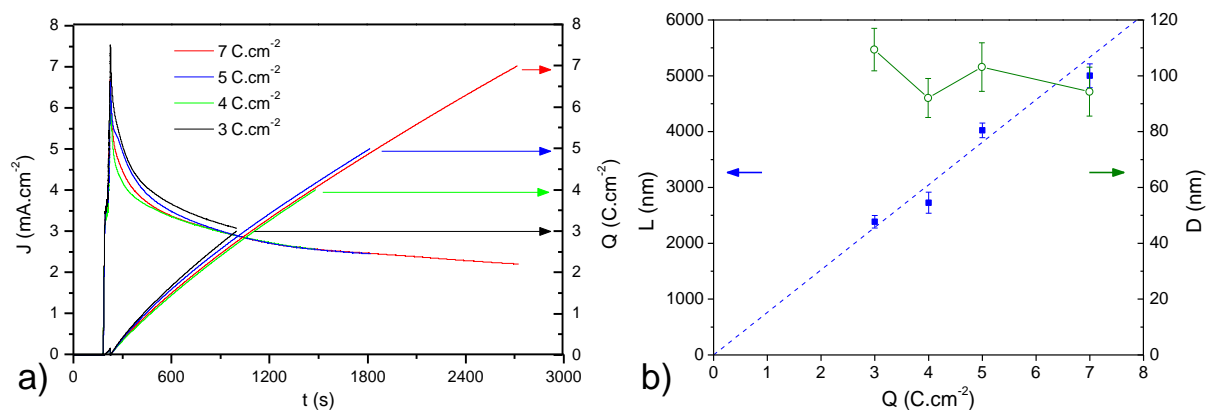 8
7
6
5
4
3
2
1
0
J (mA.cm-2)
7 C.cm-2
5 C.cm-2
4 C.cm-2
3 C.cm-2
8
7
6
5
4
3
2
1
0
Q (C.cm-2)
0 600 1200 1800 2400 3000
t (s)
a)
6000
5000
4000
3000
2000
1000
0
L (nm)
120
100
80
60
40
20
0
D (nm)
0 1 2 3 4 5 6 7 8
Q (C.cm-2)
b)